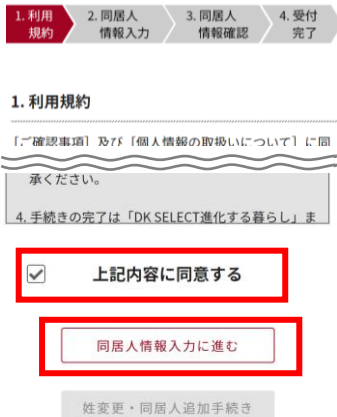 1. 利用
規約
2. 同居人
情報入力
3. 同居人
情報確認
4. 受付
完了
1. 利用規約
[ご確認事項] 及び [個人情報の取扱いについて] に同
承ください。
4. 手続きの完了は「DK SELECT進化する暮らし」ま
上記内容に同意する
同居人情報入力に進む
姓変更・同居人追加手続き